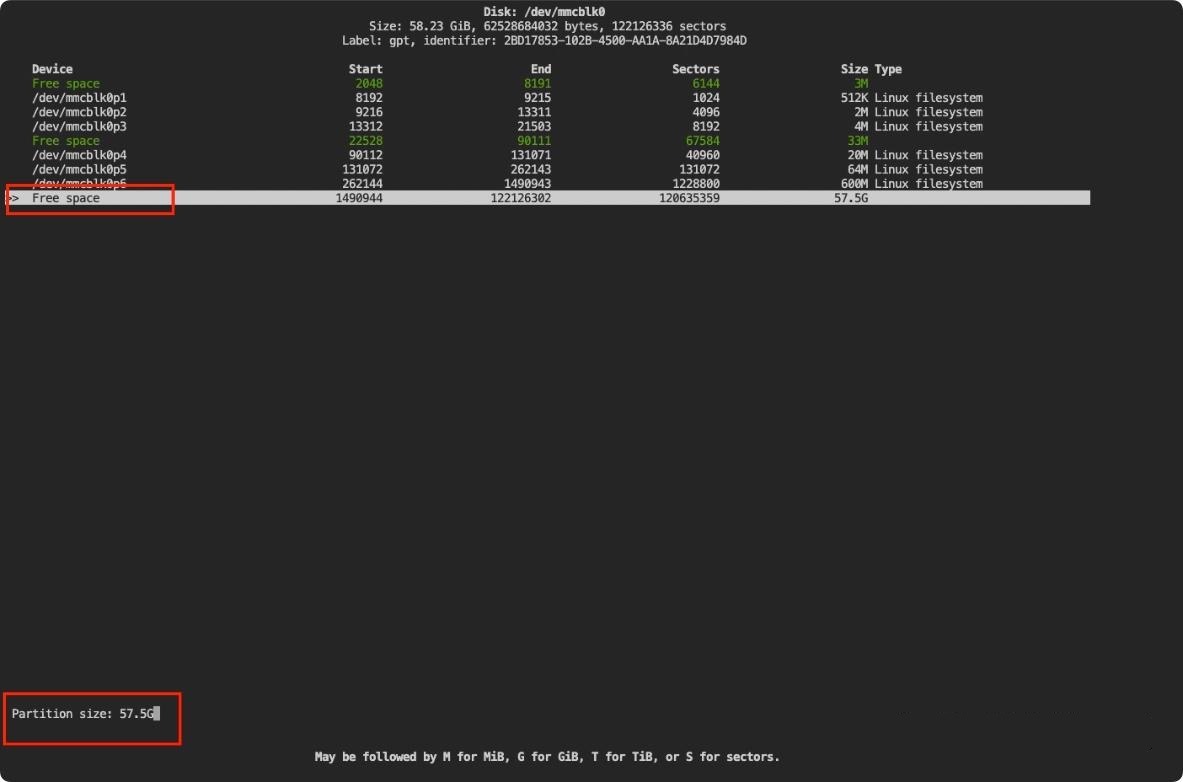 Disk: /dev/mmcblk0
Size: 58.23 GiB, 62528684032 bytes, 122126336 sectors
Label: gpt, identifier: 2BD17853-102B-4500-AA1A-8A21D4D7984D
Device Start End Sectors Size Type
Free space 2048 8191 6144 3M
/dev/mmcblk0p1 8192 9215 1024 512K Linux filesystem
/dev/mmcblk0p2 9216 13311 4096 2M Linux filesystem
/dev/mmcblk0p3 13312 21503 8192 4M Linux filesystem
Free space 22528 90111 67584 33M
/dev/mmcblk0p4 90112 131071 40960 20M Linux filesystem
/dev/mmcblk0p5 131072 262143 131072 64M Linux filesystem
/dev/mmcblk0p6 262144 1490943 1228800 600M Linux filesystem
>> Free space 1490944 122126302 120635359 57.5G
Partition size: 57.5G
May be followed by M for MiB, G for GiB, T for TiB, or S for sectors.